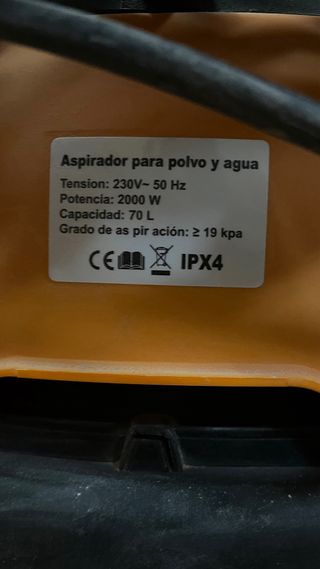 Aspirador para polvo y agua
Tension: 230V~ 50 Hz
Potencia: 2000 W
Capacidad: 70 L
Grado de as pir ación: ≥ 19 kpa
CE IPX4